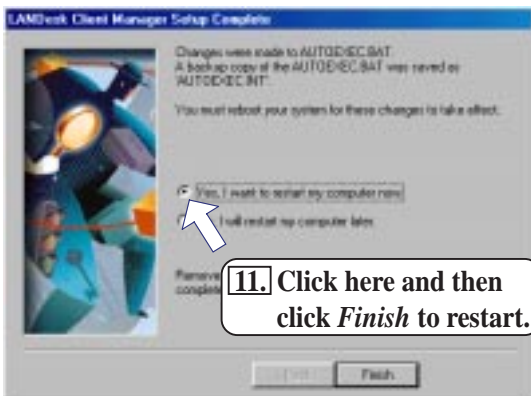 LANDesk Client Manager Setup Complete
Changes were made to AUTOEXEC.BAT.
A backup copy of the AUTOEXEC.BAT was saved as
'AUTOEXEC.INT'.
You must reboot your system for these changes to take effect.
Yes, I want to restart my computer now.
I will restart my computer later.
Remove
complete
11. Click here and then
click Finish to restart.
Finish